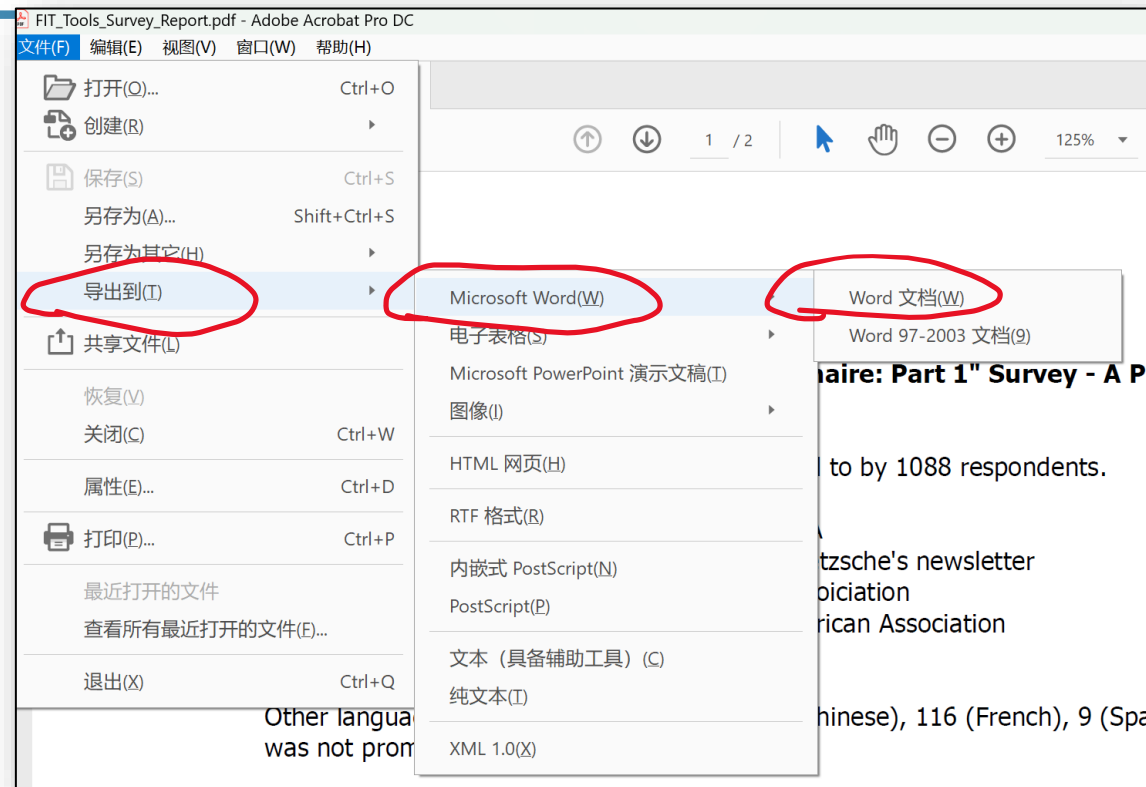 FIT_Tools_Survey_Report.pdf - Adobe Acrobat Pro DC
文件(F) 编辑(E) 视图(V) 窗口(W) 帮助(H)
打开(O)... Ctrl+O
创建(R)
1 / 2 125%
保存(S) Ctrl+S
另存为(A)... Shift+Ctrl+S
另存为其它(H)
导出到(T)
共享文件(L)
恢复(V)
关闭(C) Ctrl+W
属性(E)... Ctrl+D
打印(P)... Ctrl+P
最近打开的文件
查看所有最近打开的文件(F)...
退出(X) Ctrl+Q
Microsoft Word(W)
电子表格(S)
Microsoft PowerPoint 演示文稿(T)
图像(I)
HTML 网页(H)
RTF 格式(R)
内嵌式 PostScript(N)
PostScript(P)
文本（具备辅助工具）(C)
纯文本(T)
XML 1.0(X)
Word 文档(W)
Word 97-2003 文档(9)
naire: Part 1" Survey - A P
to by 1088 respondents.
A
tzsche's newsletter
ociation
rican Association
Other langua hinese), 116 (French), 9 (Spa
was not prom